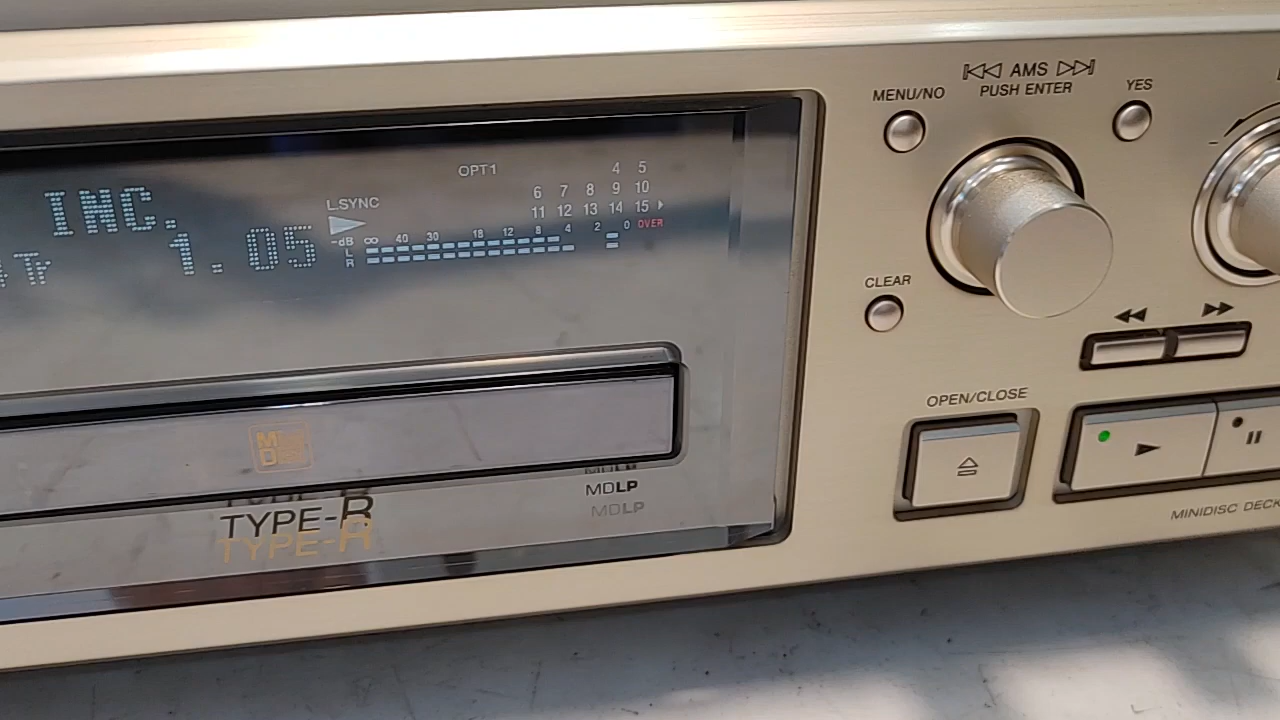 INC.
Tr 1.05
L.SYNC
OPT1
4 5
6 7 8 9 10
11 12 13 14 15
-dB ∞ 40 30 18 12 8 4 2 0 OVER
L
R
MD
TYPE-R
MDLP
MENU/NO
AMS
PUSH ENTER
YES
CLEAR
OPEN/CLOSE
MINIDISC DECK